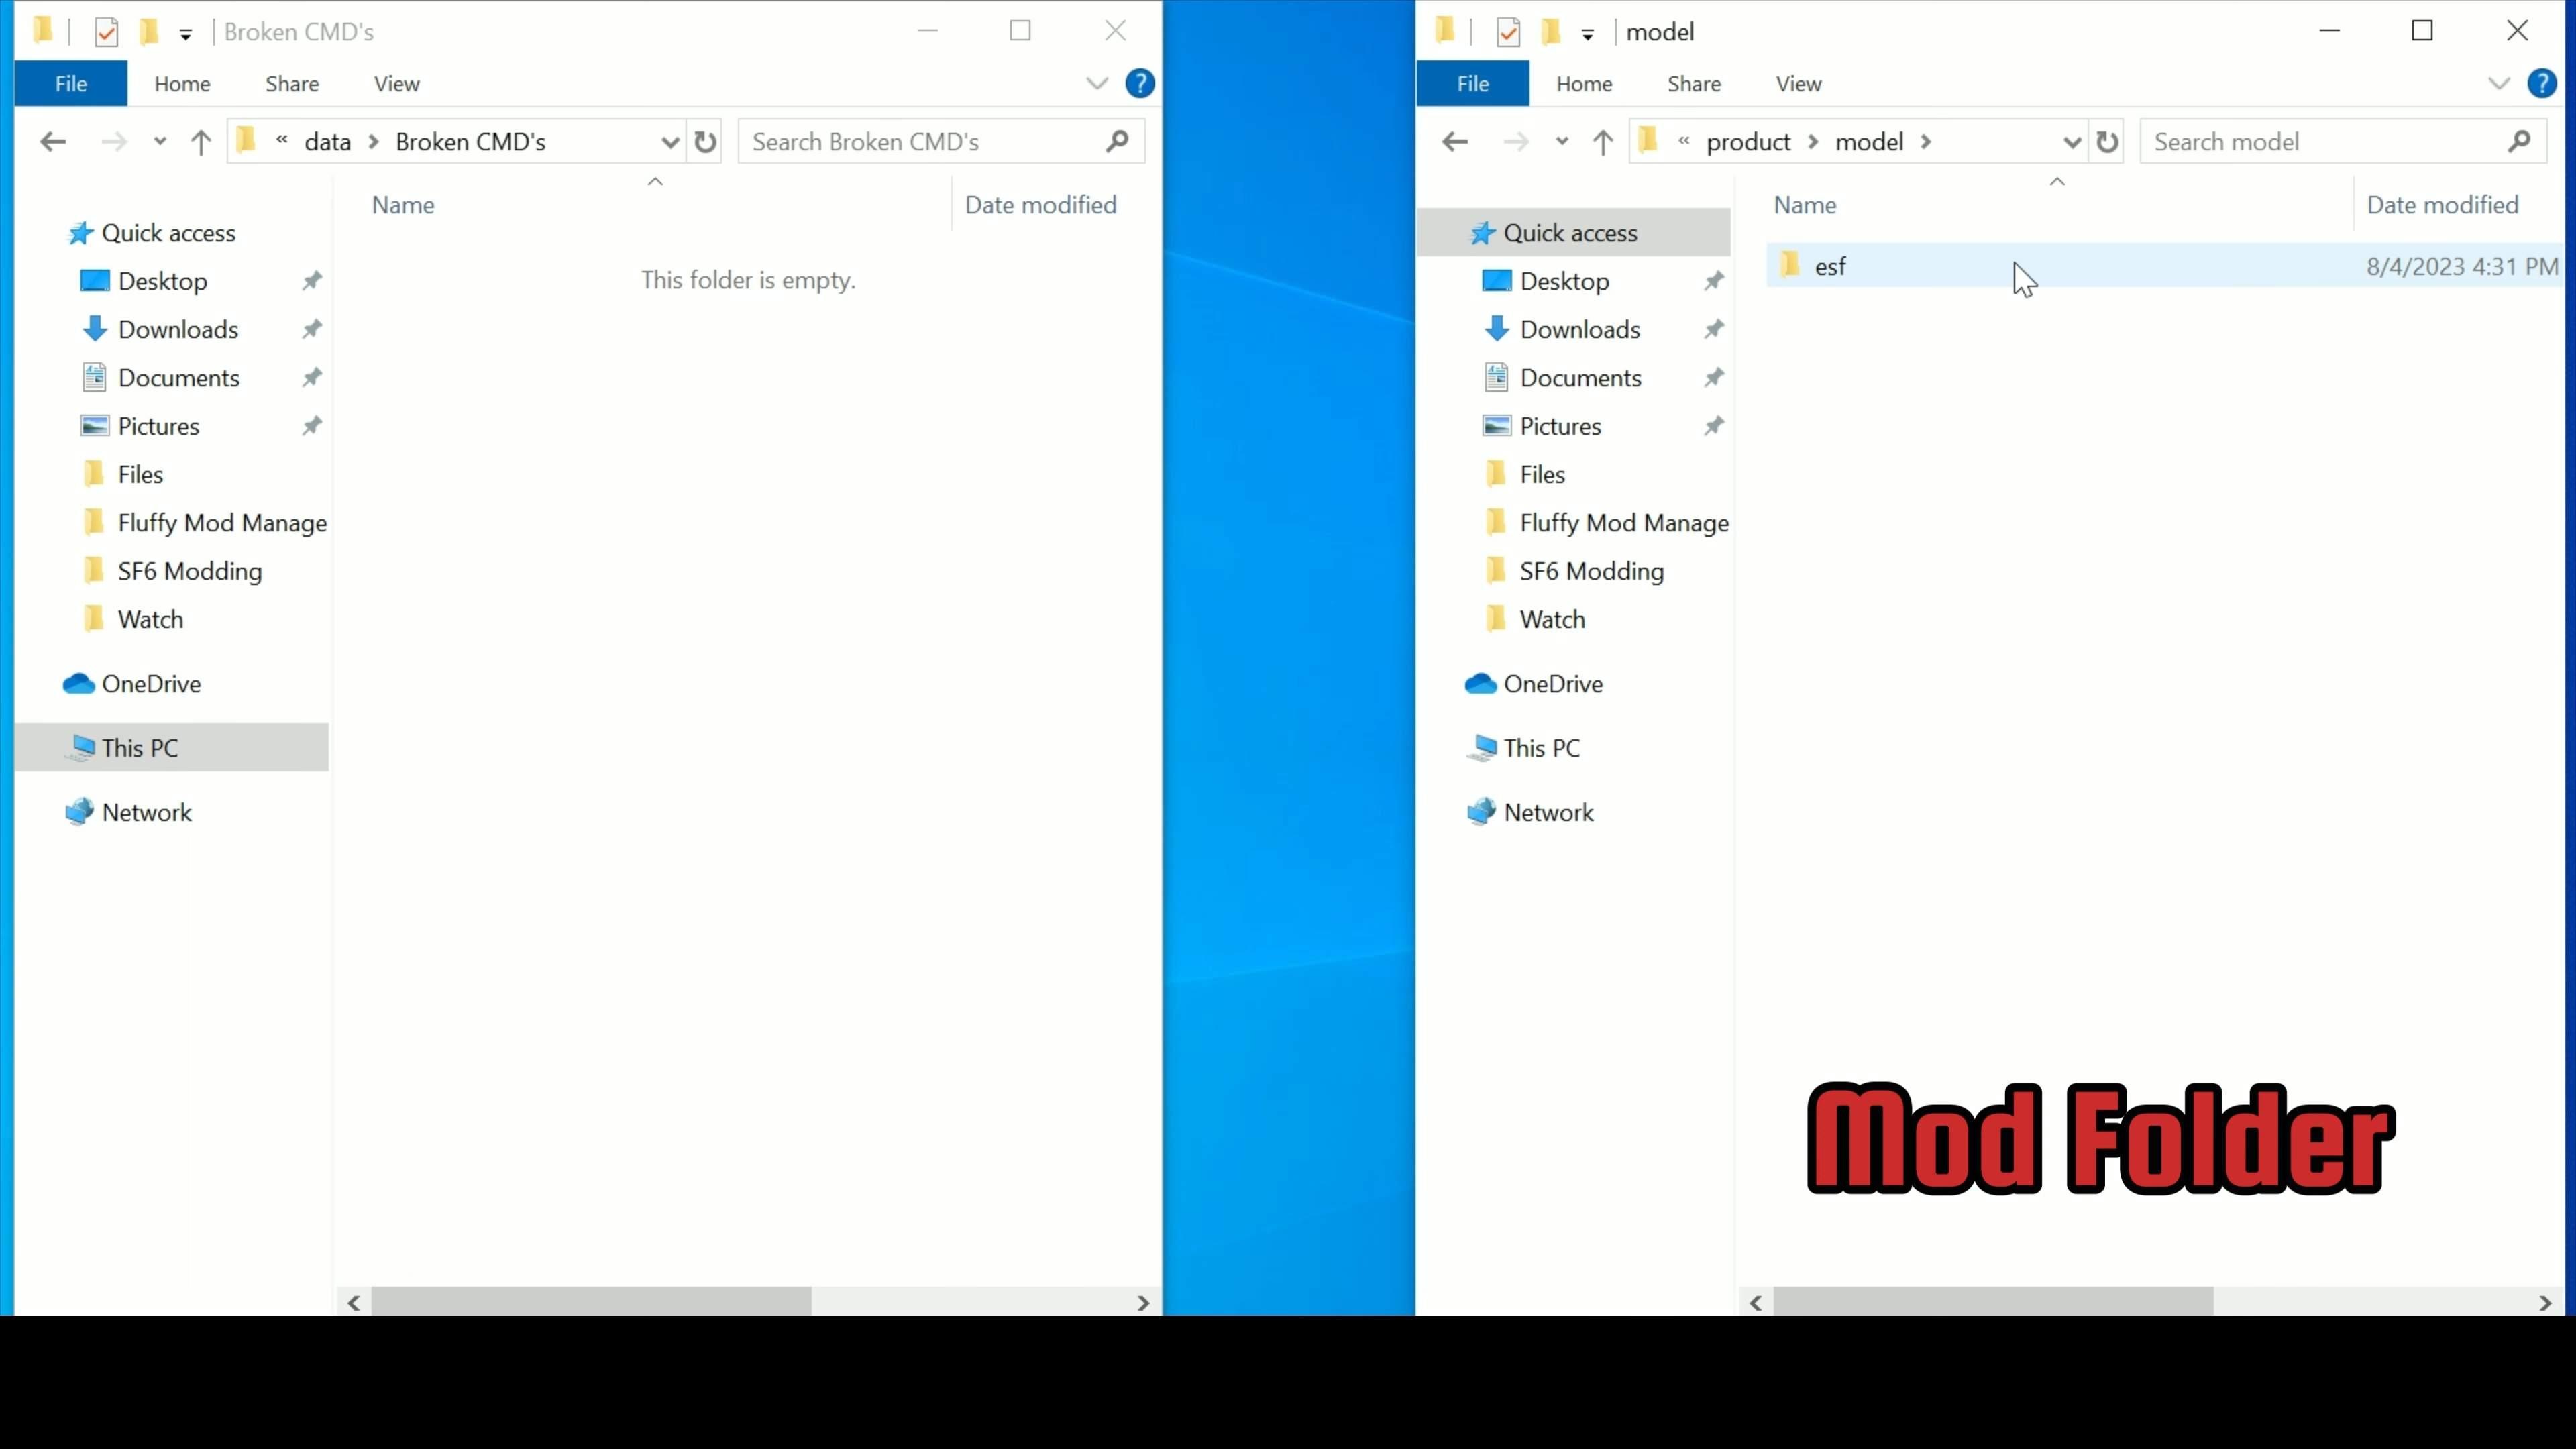 Broken CMD's
File Home Share View
« data > Broken CMD's
Search Broken CMD's
Name Date modified
This folder is empty.
Quick access
Desktop
Downloads
Documents
Pictures
Files
Fluffy Mod Manage
SF6 Modding
Watch
OneDrive
This PC
Network
model
File Home Share View
« product > model >
Search model
Name Date modified
esf 8/4/2023 4:31 PM
Quick access
Desktop
Downloads
Documents
Pictures
Files
Fluffy Mod Manage
SF6 Modding
Watch
OneDrive
This PC
Network
Mod Folder